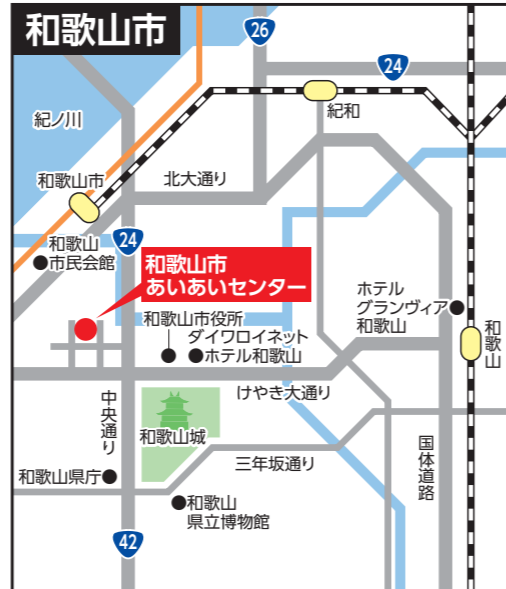 和歌山市
26
24
紀ノ川
紀和
和歌山市
北大通り
24
和歌山
市民会館
和歌山市
あいあいセンター
ホテル
グランヴィア
和歌山
和歌山市役所
ダイワロイネット
ホテル和歌山
和歌山
けやき大通り
中央通り
和歌山城
国体道路
三年坂通り
和歌山県庁
和歌山
県立博物館
42